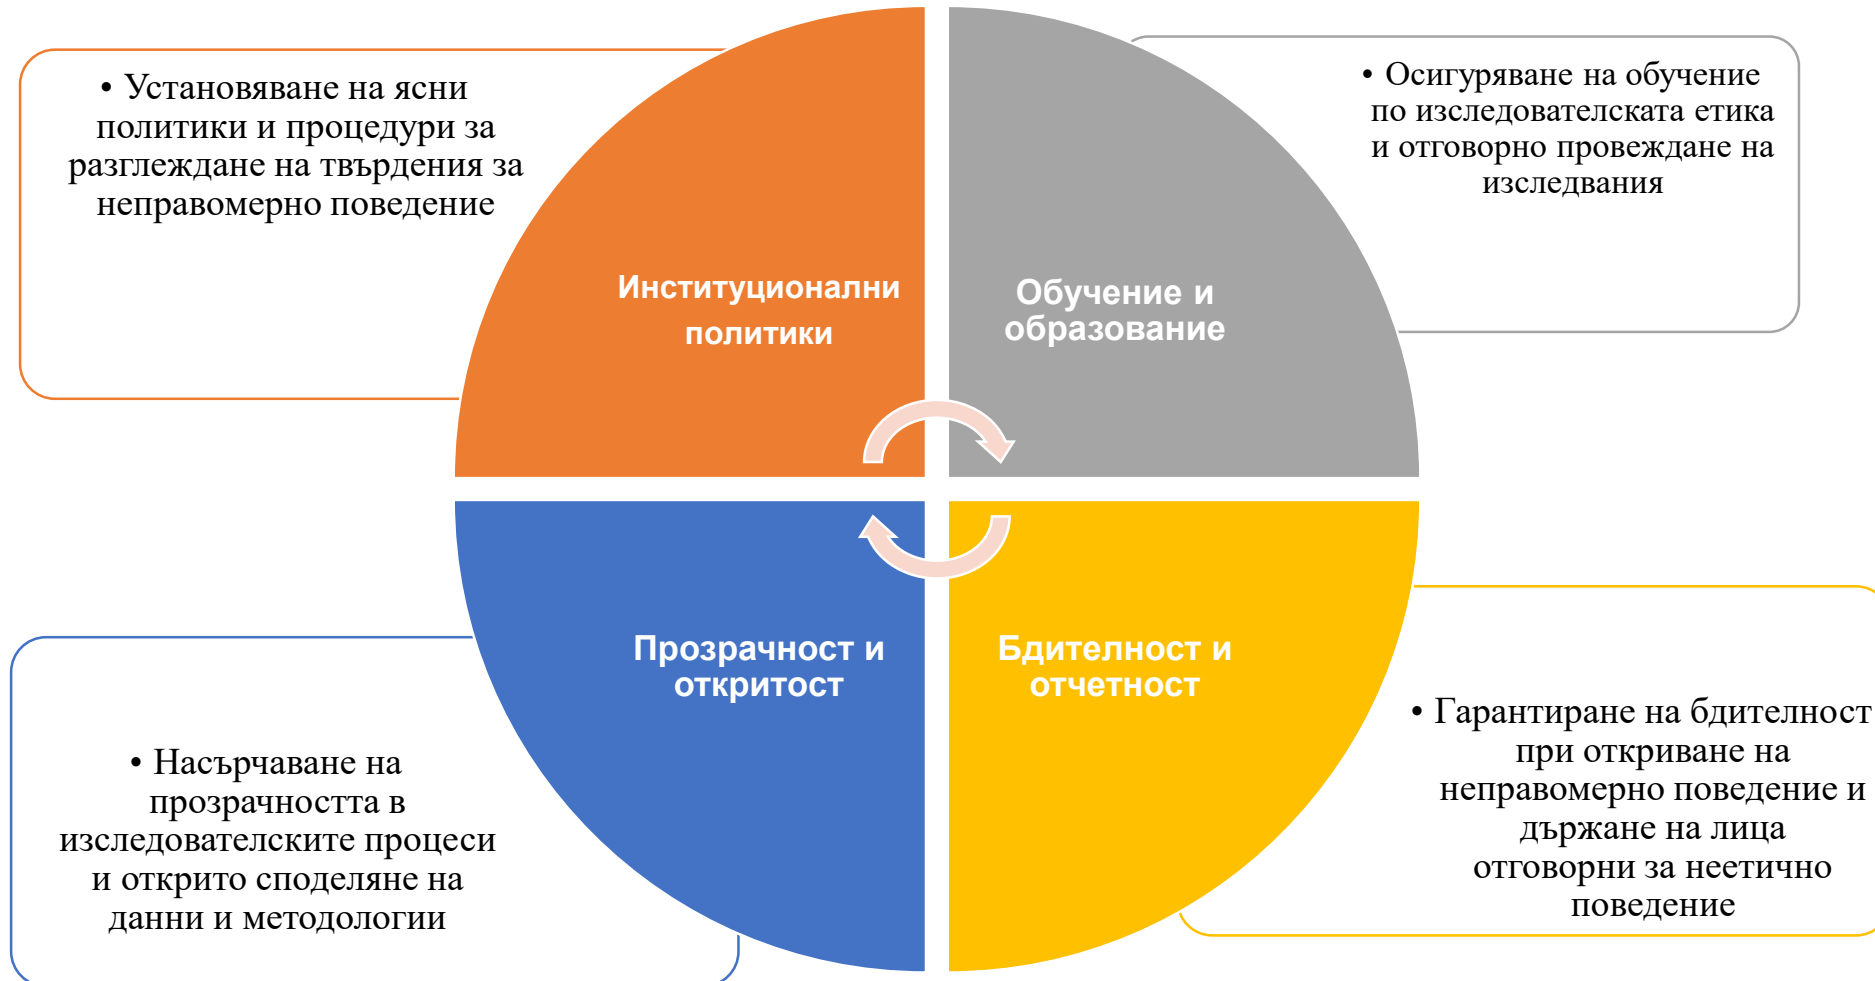 • Установяване на ясни
политики и процедури за
разглеждане на твърдения за
неправомерно поведение
• Осигуряване на обучение
по изследователската етика
и отговорно провеждане на
изследвания
Институционални
политики
Обучение и
образование
Прозрачност и
откритост
Бдителност и
отчетност
• Насърчаване на
прозрачността в
изследователските процеси
и открито споделяне на
данни и методологии
• Гарантиране на бдителност
при откриване на
неправомерно поведение и
държане на лица
отговорни за неетично
поведение